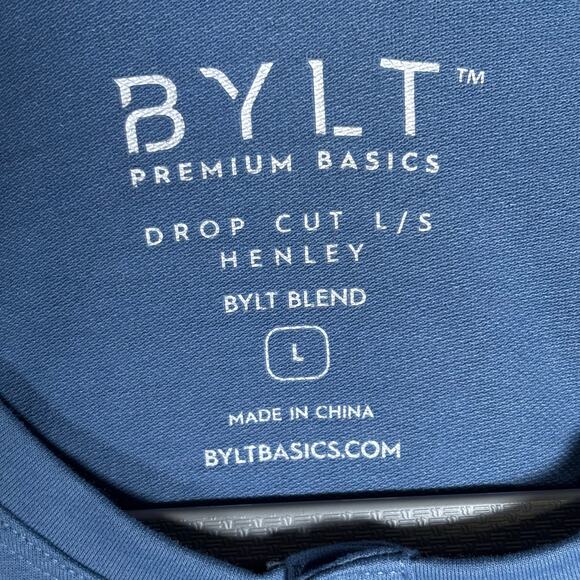 BYLT™
PREMIUM BASICS
DROP CUT L/S
HENLEY
BYLT BLEND
L
MADE IN CHINA
BYLTBASICS.COM